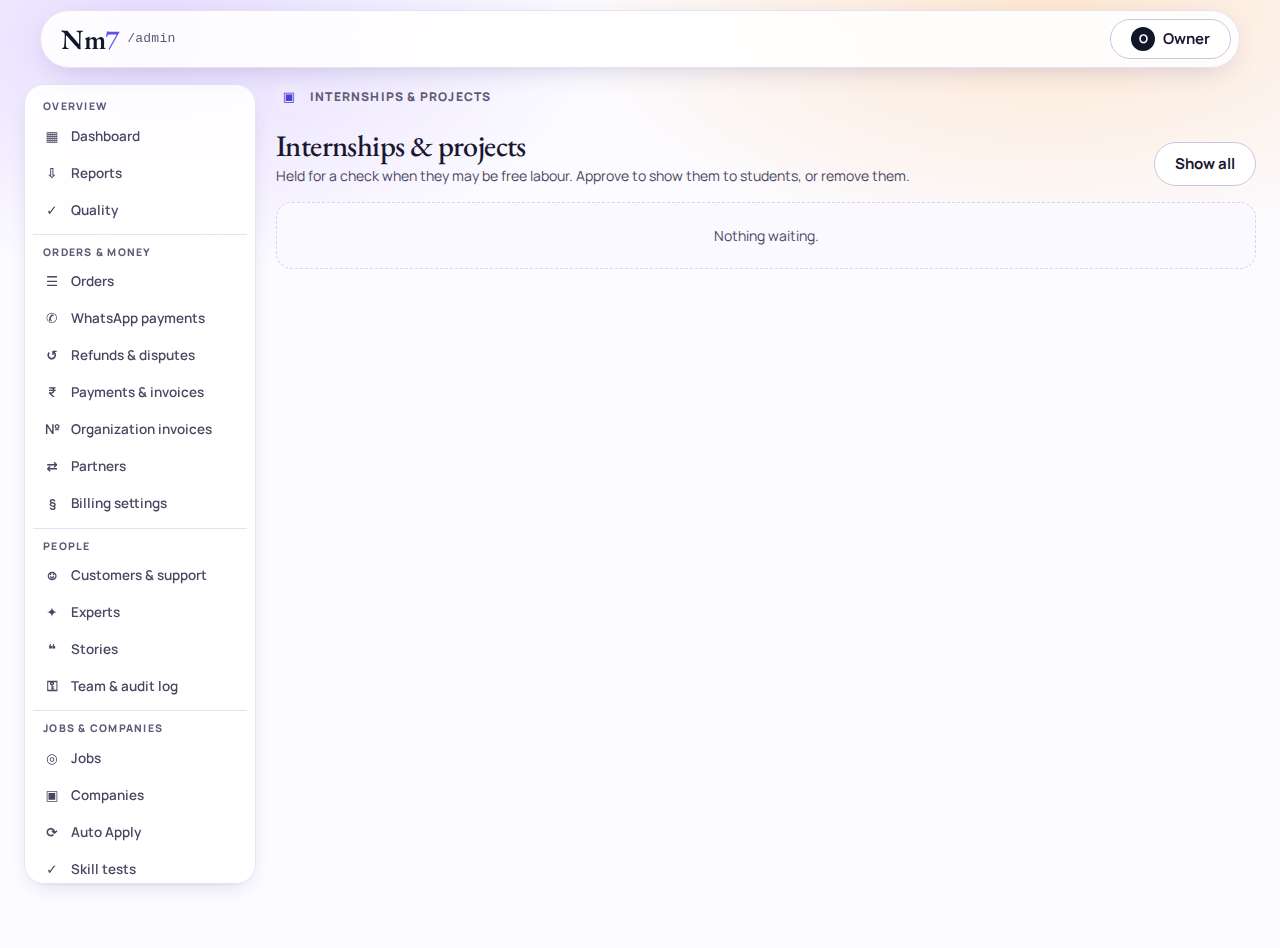 Nm7 /admin
O Owner
OVERVIEW
▦ Dashboard
⇩ Reports
✓ Quality
ORDERS & MONEY
☰ Orders
✆ WhatsApp payments
↺ Refunds & disputes
₹ Payments & invoices
№ Organization invoices
⇄ Partners
§ Billing settings
PEOPLE
☺ Customers & support
✦ Experts
❝ Stories
⚿ Team & audit log
JOBS & COMPANIES
◎ Jobs
▣ Companies
⟳ Auto Apply
✓ Skill tests
▣ INTERNSHIPS & PROJECTS
Internships & projects
Held for a check when they may be free labour. Approve to show them to students, or remove them.
Show all
Nothing waiting.